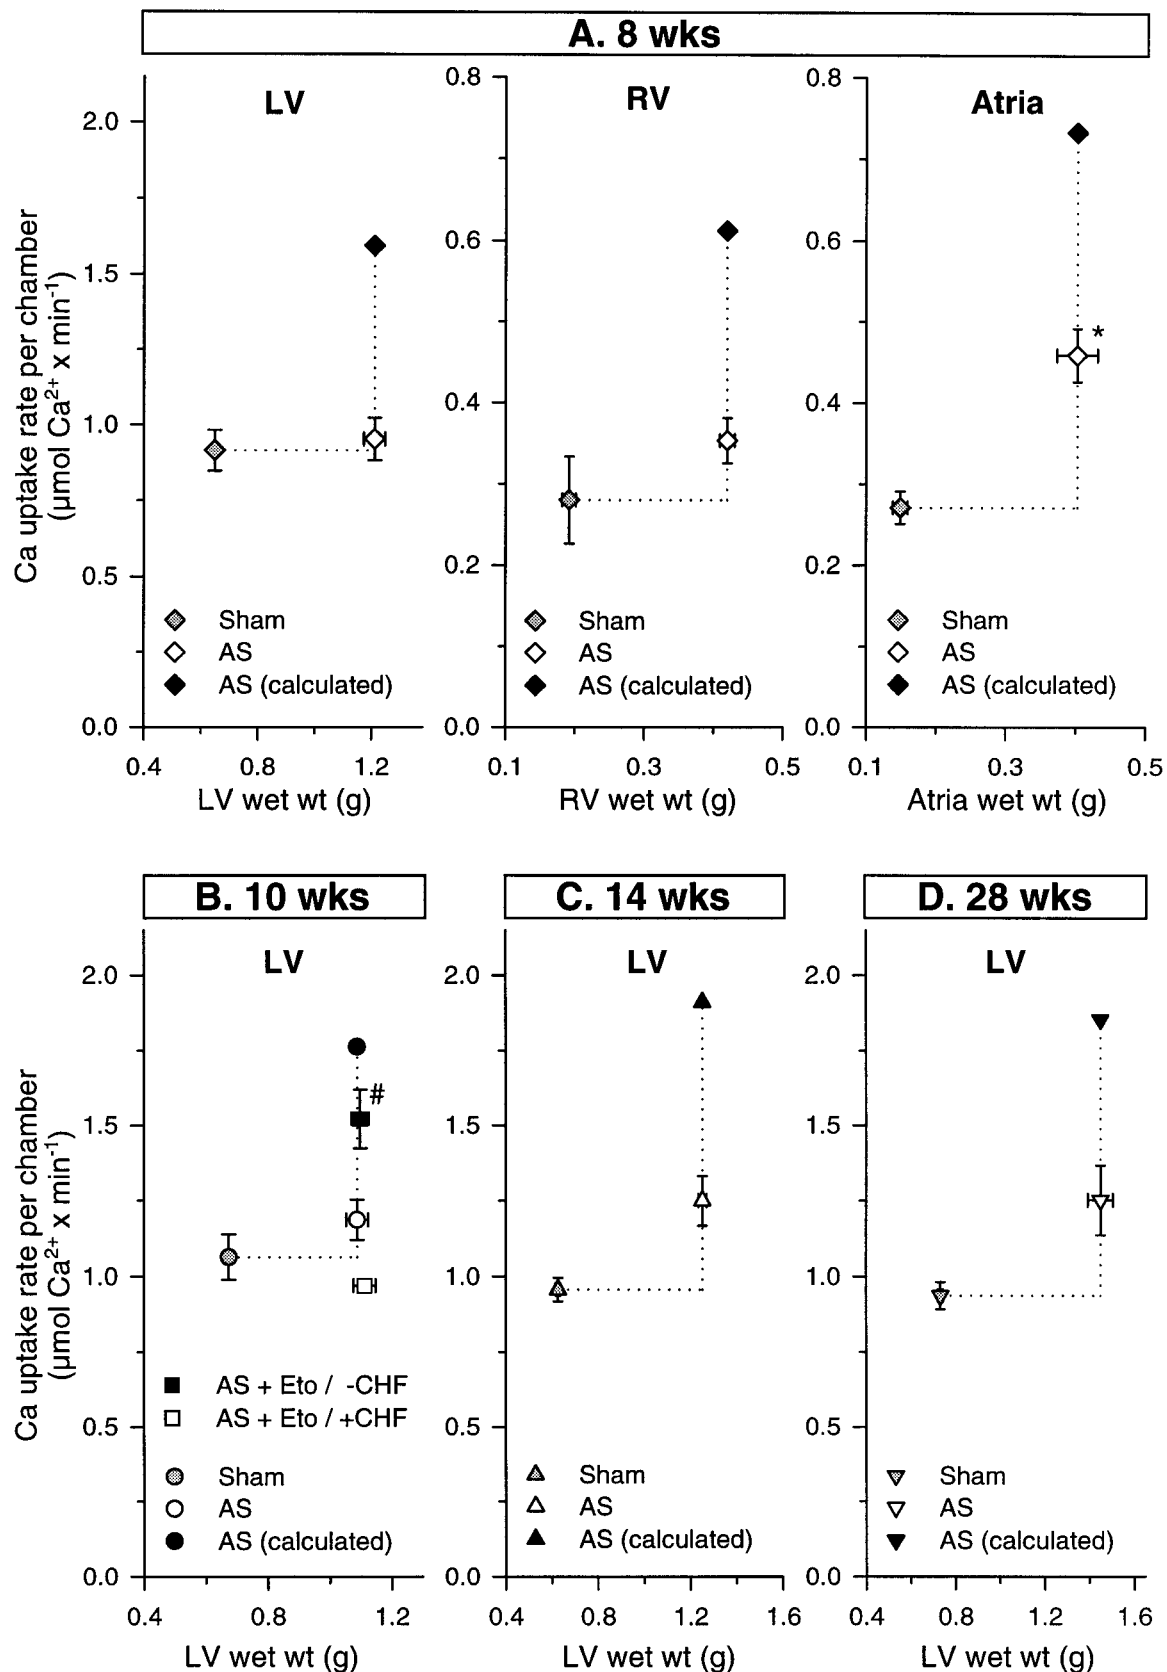 A. 8 wks
Ca uptake rate per chamber
(μmol Ca²⁺ x min⁻¹)
LV
2.0
1.5
1.0
0.5
0.0
Sham
AS
AS (calculated)
0.4 0.8 1.2
LV wet wt (g)
RV
0.8
0.6
0.4
0.2
0.0
Sham
AS
AS (calculated)
0.1 0.3 0.5
RV wet wt (g)
Atria
0.8
0.6
0.4
0.2
0.0
*
Sham
AS
AS (calculated)
0.1 0.3 0.5
Atria wet wt (g)
B. 10 wks
Ca uptake rate per chamber
(μmol Ca²⁺ x min⁻¹)
LV
2.0
1.5
1.0
0.5
0.0
#
AS + Eto / -CHF
AS + Eto / +CHF
Sham
AS
AS (calculated)
0.4 0.8 1.2
LV wet wt (g)
C. 14 wks
LV
2.0
1.5
1.0
0.5
0.0
Sham
AS
AS (calculated)
0.4 0.8 1.2 1.6
LV wet wt (g)
D. 28 wks
LV
2.0
1.5
1.0
0.5
0.0
Sham
AS
AS (calculated)
0.4 0.8 1.2 1.6
LV wet wt (g)